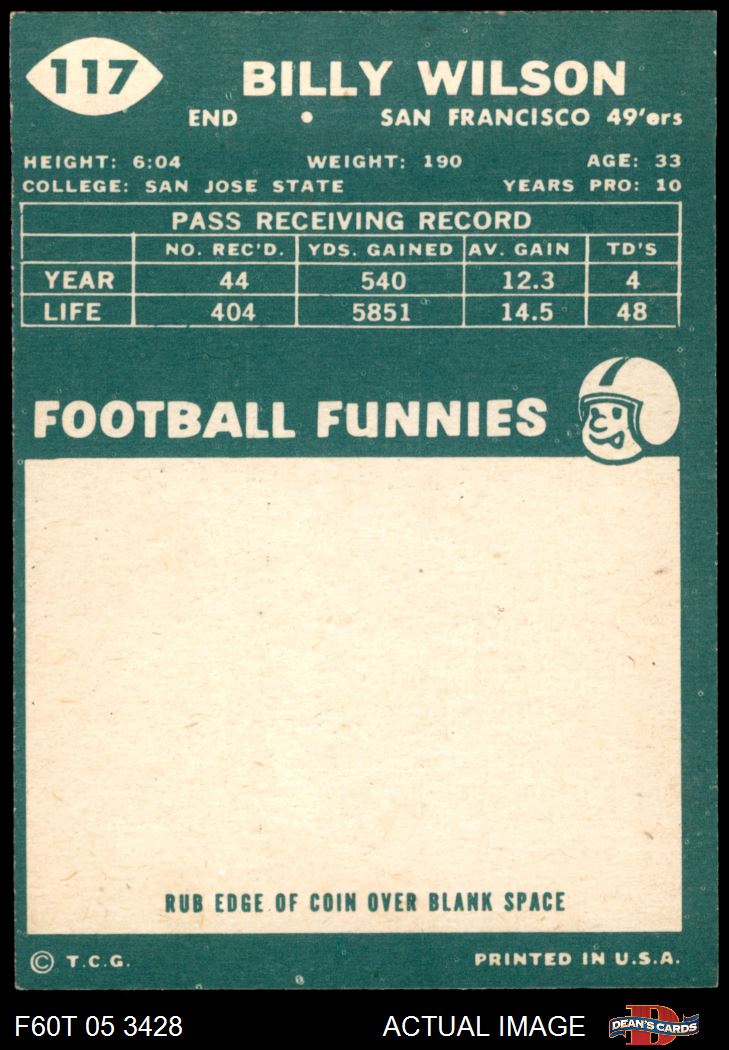 117
BILLY WILSON
END • SAN FRANCISCO 49'ers
HEIGHT: 6:04 WEIGHT: 190 AGE: 33
COLLEGE: SAN JOSE STATE YEARS PRO: 10
PASS RECEIVING RECORD
NO. REC'D. YDS. GAINED AV. GAIN TD'S
YEAR 44 540 12.3 4
LIFE 404 5851 14.5 48
FOOTBALL FUNNIES
RUB EDGE OF COIN OVER BLANK SPACE
© T.C.G. PRINTED IN U.S.A.
F60T 05 3428 ACTUAL IMAGE DEAN'S CARDS